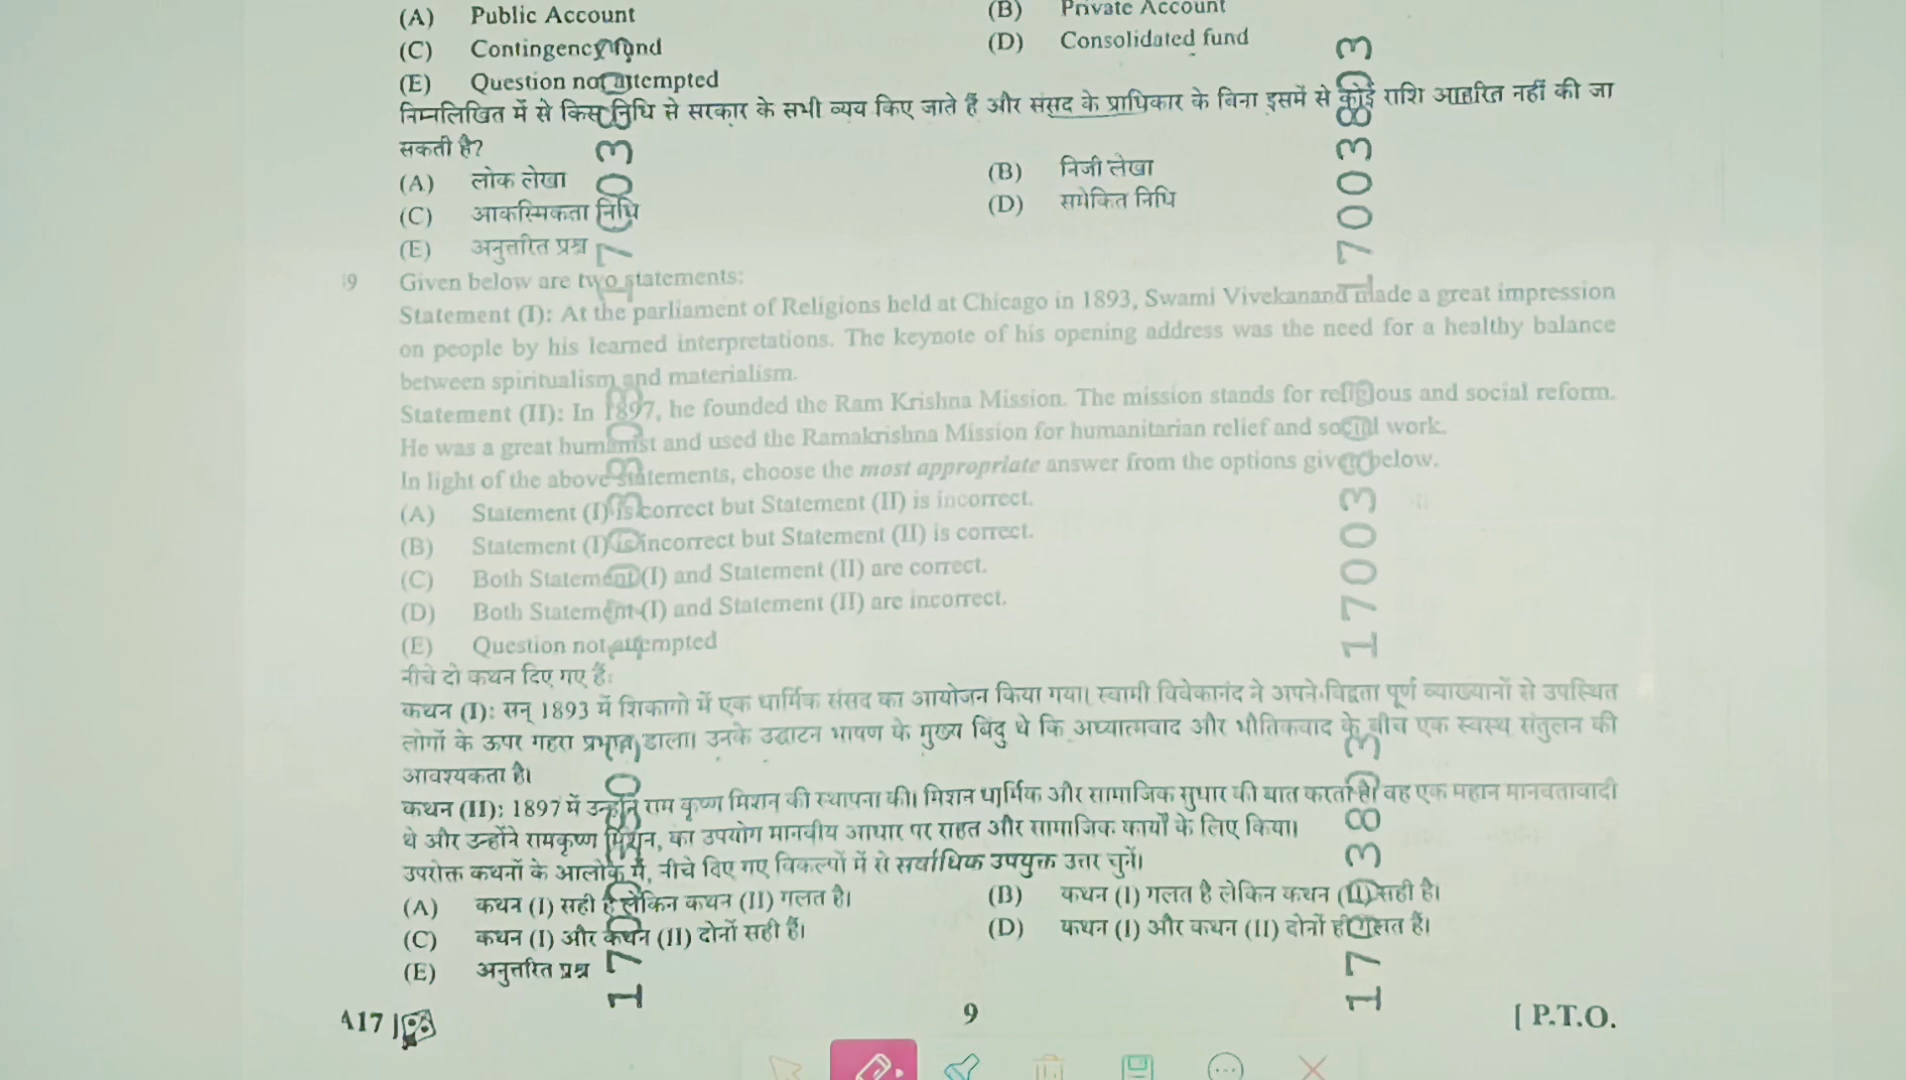 (A) Public Account (B) Private Account
(C) Contingency fund (D) Consolidated fund
(E) Question not attempted
निम्नलिखित में से किस निधि से सरकार के सभी व्यय किए जाते हैं और संसद के प्राधिकार के बिना इसमें से कोई राशि आहरित नहीं की जा
सकती है?
(A) लोक लेखा (B) निजी लेखा
(C) आकस्मिकता निधि (D) समेकित निधि
(E) अनुत्तरित प्रश्न
9 Given below are two statements:
Statement (I): At the parliament of Religions held at Chicago in 1893, Swami Vivekanand made a great impression
on people by his learned interpretations. The keynote of his opening address was the need for a healthy balance
between spiritualism and materialism.
Statement (II): In 1897, he founded the Ram Krishna Mission. The mission stands for religious and social reform.
He was a great humanist and used the Ramakrishna Mission for humanitarian relief and social work.
In light of the above statements, choose the most appropriate answer from the options given below.
(A) Statement (I) is correct but Statement (II) is incorrect.
(B) Statement (I) is incorrect but Statement (II) is correct.
(C) Both Statement (I) and Statement (II) are correct.
(D) Both Statement (I) and Statement (II) are incorrect.
(E) Question not attempted
नीचे दो कथन दिए गए हैं:
कथन (I): सन् 1893 में शिकागो में एक धार्मिक संसद का आयोजन किया गया। स्वामी विवेकानंद ने अपने विद्वता पूर्ण व्याख्यानों से उपस्थित
लोगों के ऊपर गहरा प्रभाव डाला। उनके उद्घाटन भाषण के मुख्य बिंदु थे कि अध्यात्मवाद और भौतिकवाद के बीच एक स्वस्थ संतुलन की
आवश्यकता है।
कथन (II): 1897 में उन्होंने राम कृष्ण मिशन की स्थापना की। मिशन धार्मिक और सामाजिक सुधार की बात करता है। वह एक महान मानवतावादी
थे और उन्होंने रामकृष्ण मिशन, का उपयोग मानवीय आधार पर राहत और सामाजिक कार्यों के लिए किया।
उपरोक्त कथनों के आलोक में, नीचे दिए गए विकल्पों में से सर्वाधिक उपयुक्त उत्तर चुनें।
(A) कथन (I) सही है लेकिन कथन (II) गलत है। (B) कथन (I) गलत है लेकिन कथन (II) सही है।
(C) कथन (I) और कथन (II) दोनों सही हैं। (D) कथन (I) और कथन (II) दोनों ही गलत हैं।
(E) अनुत्तरित प्रश्न
A17 ] 9 [ P.T.O.
17003803
17003803